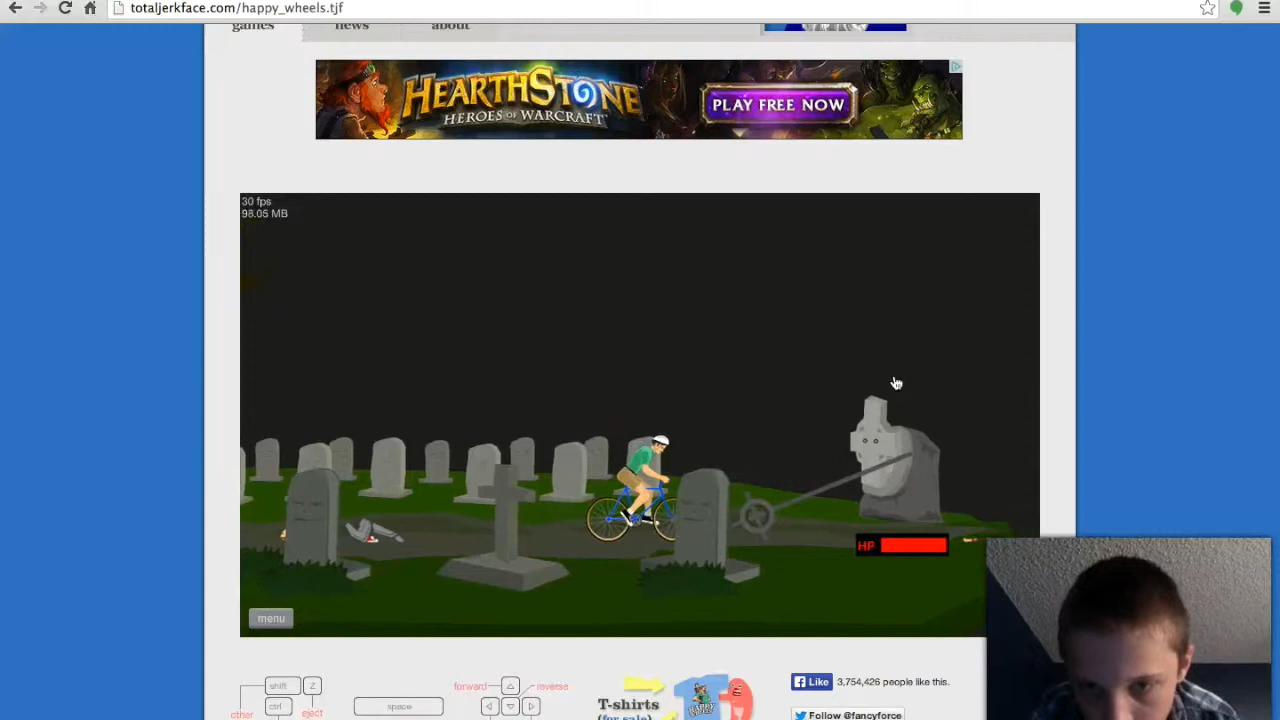 totaljerkface.com/happy_wheels.tjf
games news about
HEARTHSTONE
HEROES OF WARCRAFT
PLAY FREE NOW
30 fps
98.05 MB
HP
menu
shift Z
ctrl
other eject
space
forward reverse
T-shirts
(for sale)
HAPPY
Like 3,754,426 people like this.
Follow @fancyforce